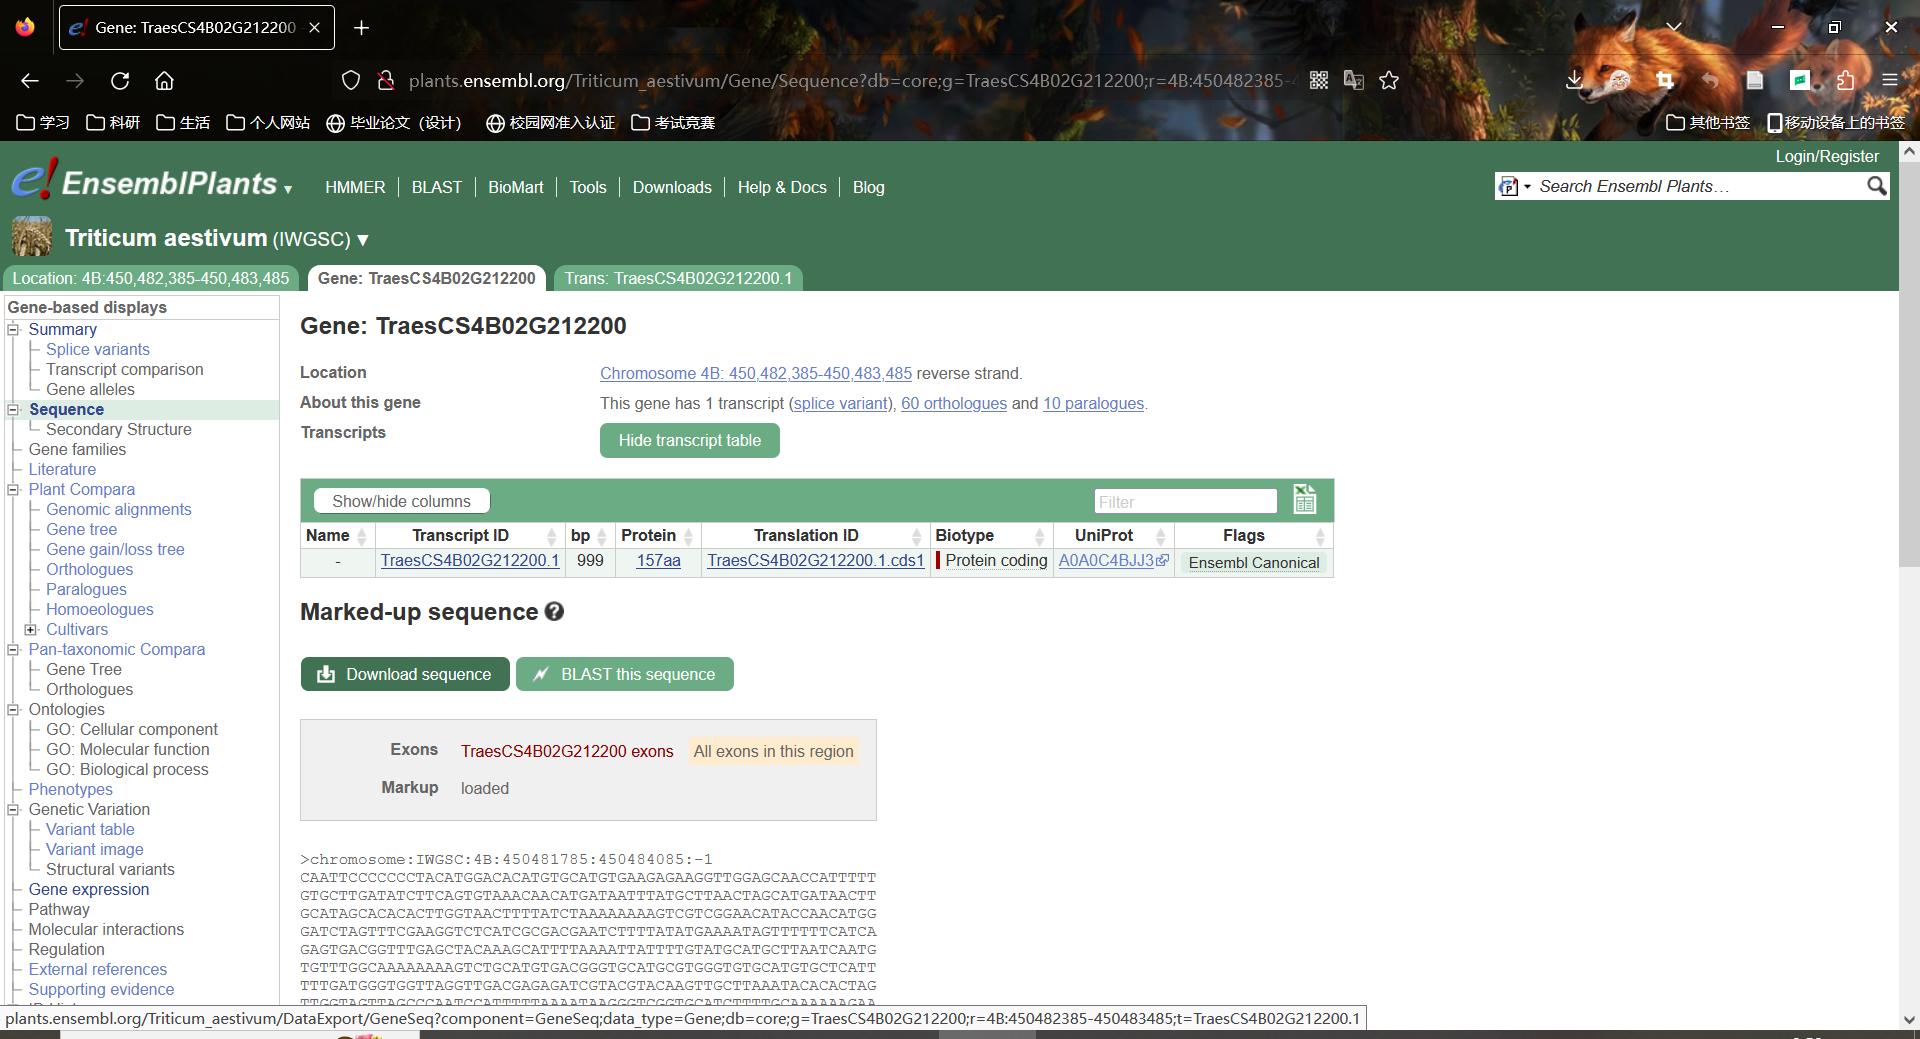 Gene: TraesCS4B02G212200
plants.ensembl.org/Triticum_aestivum/Gene/Sequence?db=core;g=TraesCS4B02G212200;r=4B:450482385-4
学习 科研 生活 个人网站 毕业论文（设计） 校园网准入认证 考试竞赛 其他书签 移动设备上的书签
Login/Register
e!EnsemblPlants HMMER BLAST BioMart Tools Downloads Help & Docs Blog
Search Ensembl Plants…
Triticum aestivum (IWGSC)
Location: 4B:450,482,385-450,483,485 Gene: TraesCS4B02G212200 Trans: TraesCS4B02G212200.1
Gene-based displays
Summary
Splice variants
Transcript comparison
Gene alleles
Sequence
Secondary Structure
Gene families
Literature
Plant Compara
Genomic alignments
Gene tree
Gene gain/loss tree
Orthologues
Paralogues
Homoeologues
Cultivars
Pan-taxonomic Compara
Gene Tree
Orthologues
Ontologies
GO: Cellular component
GO: Molecular function
GO: Biological process
Phenotypes
Genetic Variation
Variant table
Variant image
Structural variants
Gene expression
Pathway
Molecular interactions
Regulation
External references
Supporting evidence
Gene: TraesCS4B02G212200
Location Chromosome 4B: 450,482,385-450,483,485 reverse strand.
About this gene This gene has 1 transcript (splice variant), 60 orthologues and 10 paralogues.
Transcripts Hide transcript table
Show/hide columns Filter
Name Transcript ID bp Protein Translation ID Biotype UniProt Flags
- TraesCS4B02G212200.1 999 157aa TraesCS4B02G212200.1.cds1 Protein coding A0A0C4BJJ3 Ensembl Canonical
Marked-up sequence
Download sequence BLAST this sequence
Exons TraesCS4B02G212200 exons All exons in this region
Markup loaded
>chromosome:IWGSC:4B:450481785:450484085:-1
CAATTCCCCCCCTACATGGACACATGTGCATGTGAAGAGAAGGTTGGAGCAACCATTTTT
GTGCTTGATATCTTCAGTGTAAACAACATGATAATTTATGCTTAACTAGCATGATAACTT
GCATAGCACACACTTGGTAACTTTTATCTAAAAAAAAGTCGTCGGAACATACCAACATGG
GATCTAGTTTCGAAGGTCTCATCGCGACGAATCTTTTATATGAAAATAGTTTTTTCATCA
GAGTGACGGTTTGAGCTACAAAGCATTTTAAAATTATTTTGTATGCATGCTTAATCAATG
TGTTTGGCAAAAAAAAGTCTGCATGTGACGGGTGCATGCGTGGGTGTGCATGTGCTCATT
TTTGATGGGTGGTTAGGTTGACGAGAGATCGTACGTACAAGTTGCTTAAATACACACTAG
TTGGTAGTTAGCCCAATCCATTTTTAAAATAAGGGTCGGTGCATCTTTTGCAAAAAAGAA
plants.ensembl.org/Triticum_aestivum/DataExport/GeneSeq?component=GeneSeq;data_type=Gene;db=core;g=TraesCS4B02G212200;r=4B:450482385-450483485;t=TraesCS4B02G212200.1